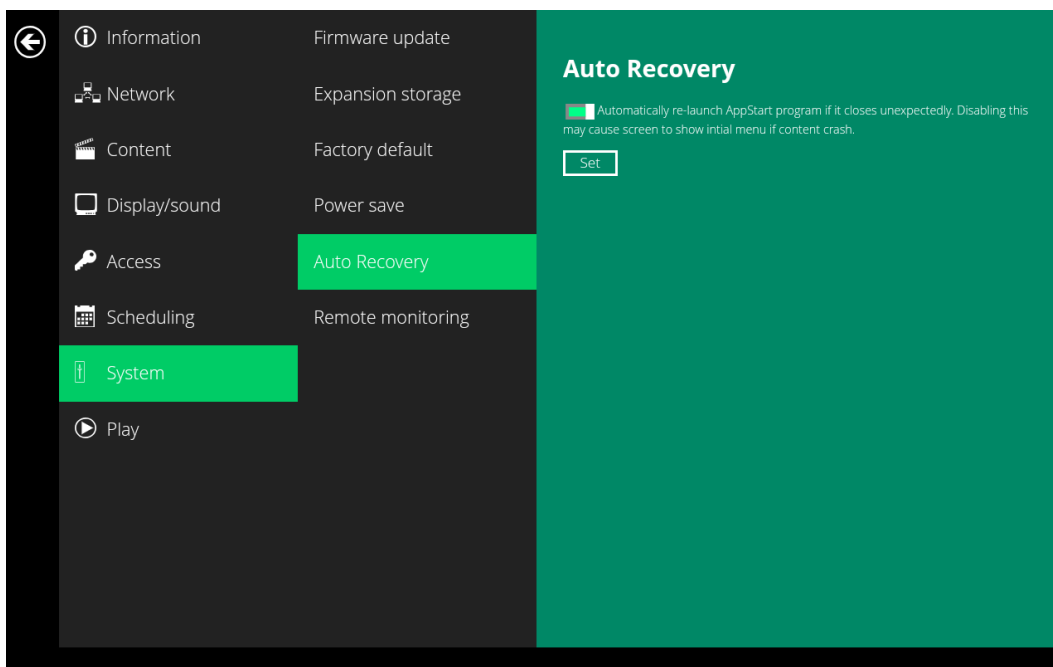 Information
Network
Content
Display/sound
Access
Scheduling
System
Play
Firmware update
Expansion storage
Factory default
Power save
Auto Recovery
Remote monitoring
Auto Recovery
Automatically re-launch AppStart program if it closes unexpectedly. Disabling this
may cause screen to show intial menu if content crash.
Set